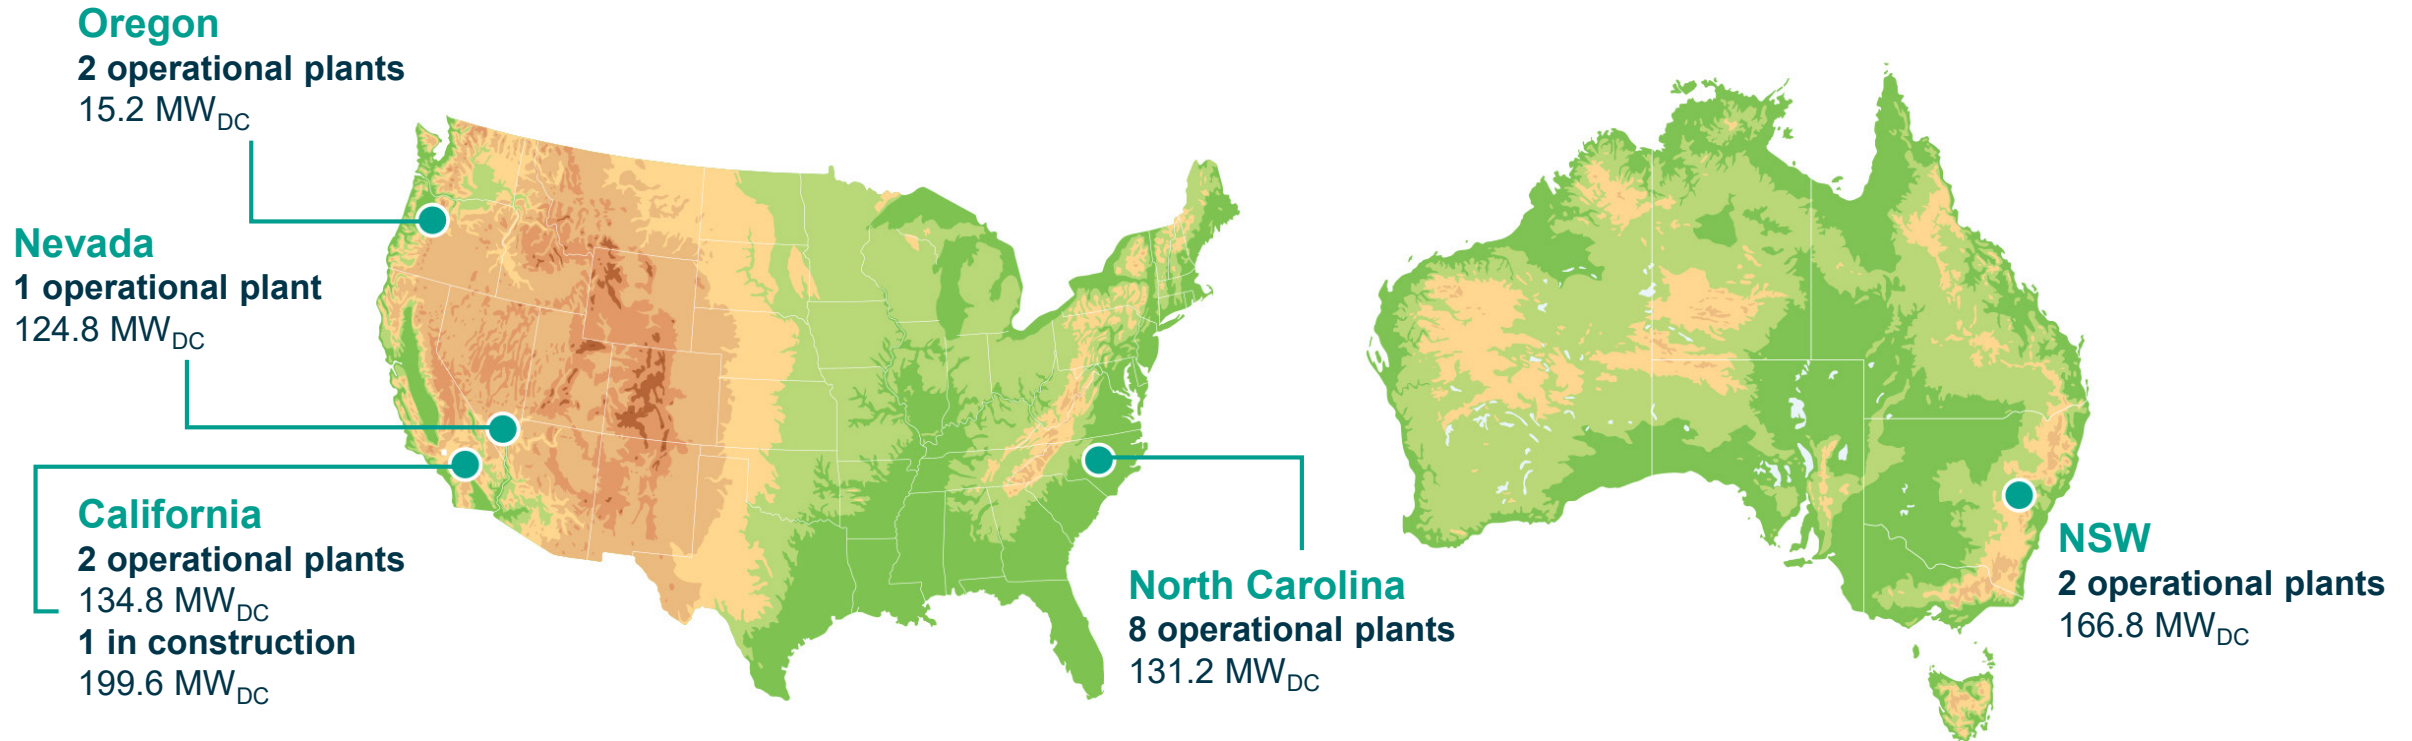 Oregon
2 operational plants
15.2 MWDC
Nevada
1 operational plant
124.8 MWDC
California
2 operational plants
134.8 MWDC
1 in construction
199.6 MWDC
North Carolina
8 operational plants
131.2 MWDC
NSW
2 operational plants
166.8 MWDC